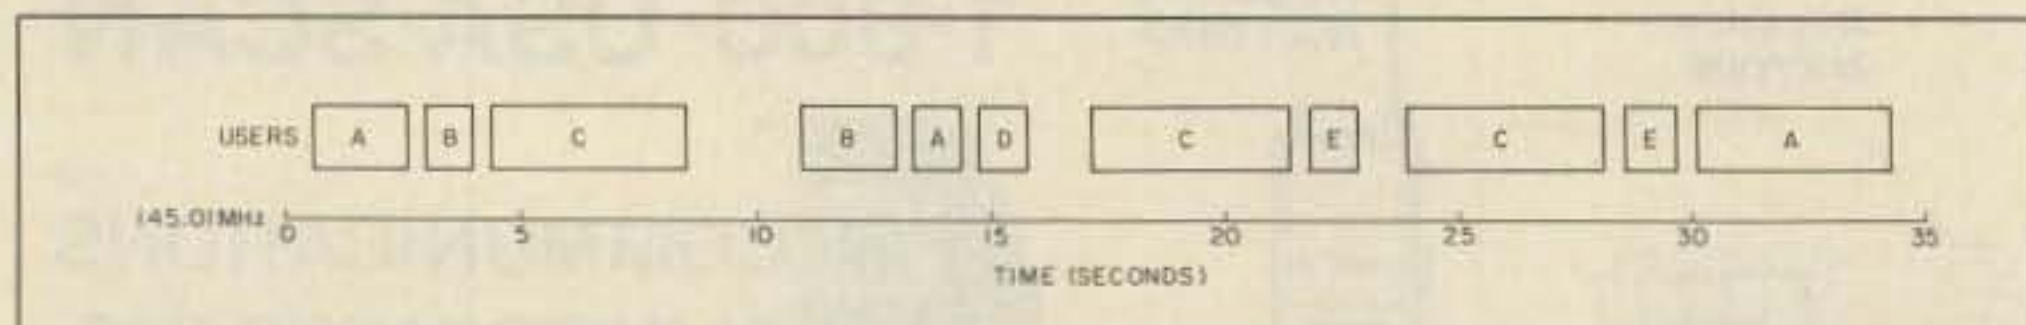 USERS A B C B A D C E C E A
145.01MHz 0 5 10 15 20 25 30 35
TIME (SECONDS)